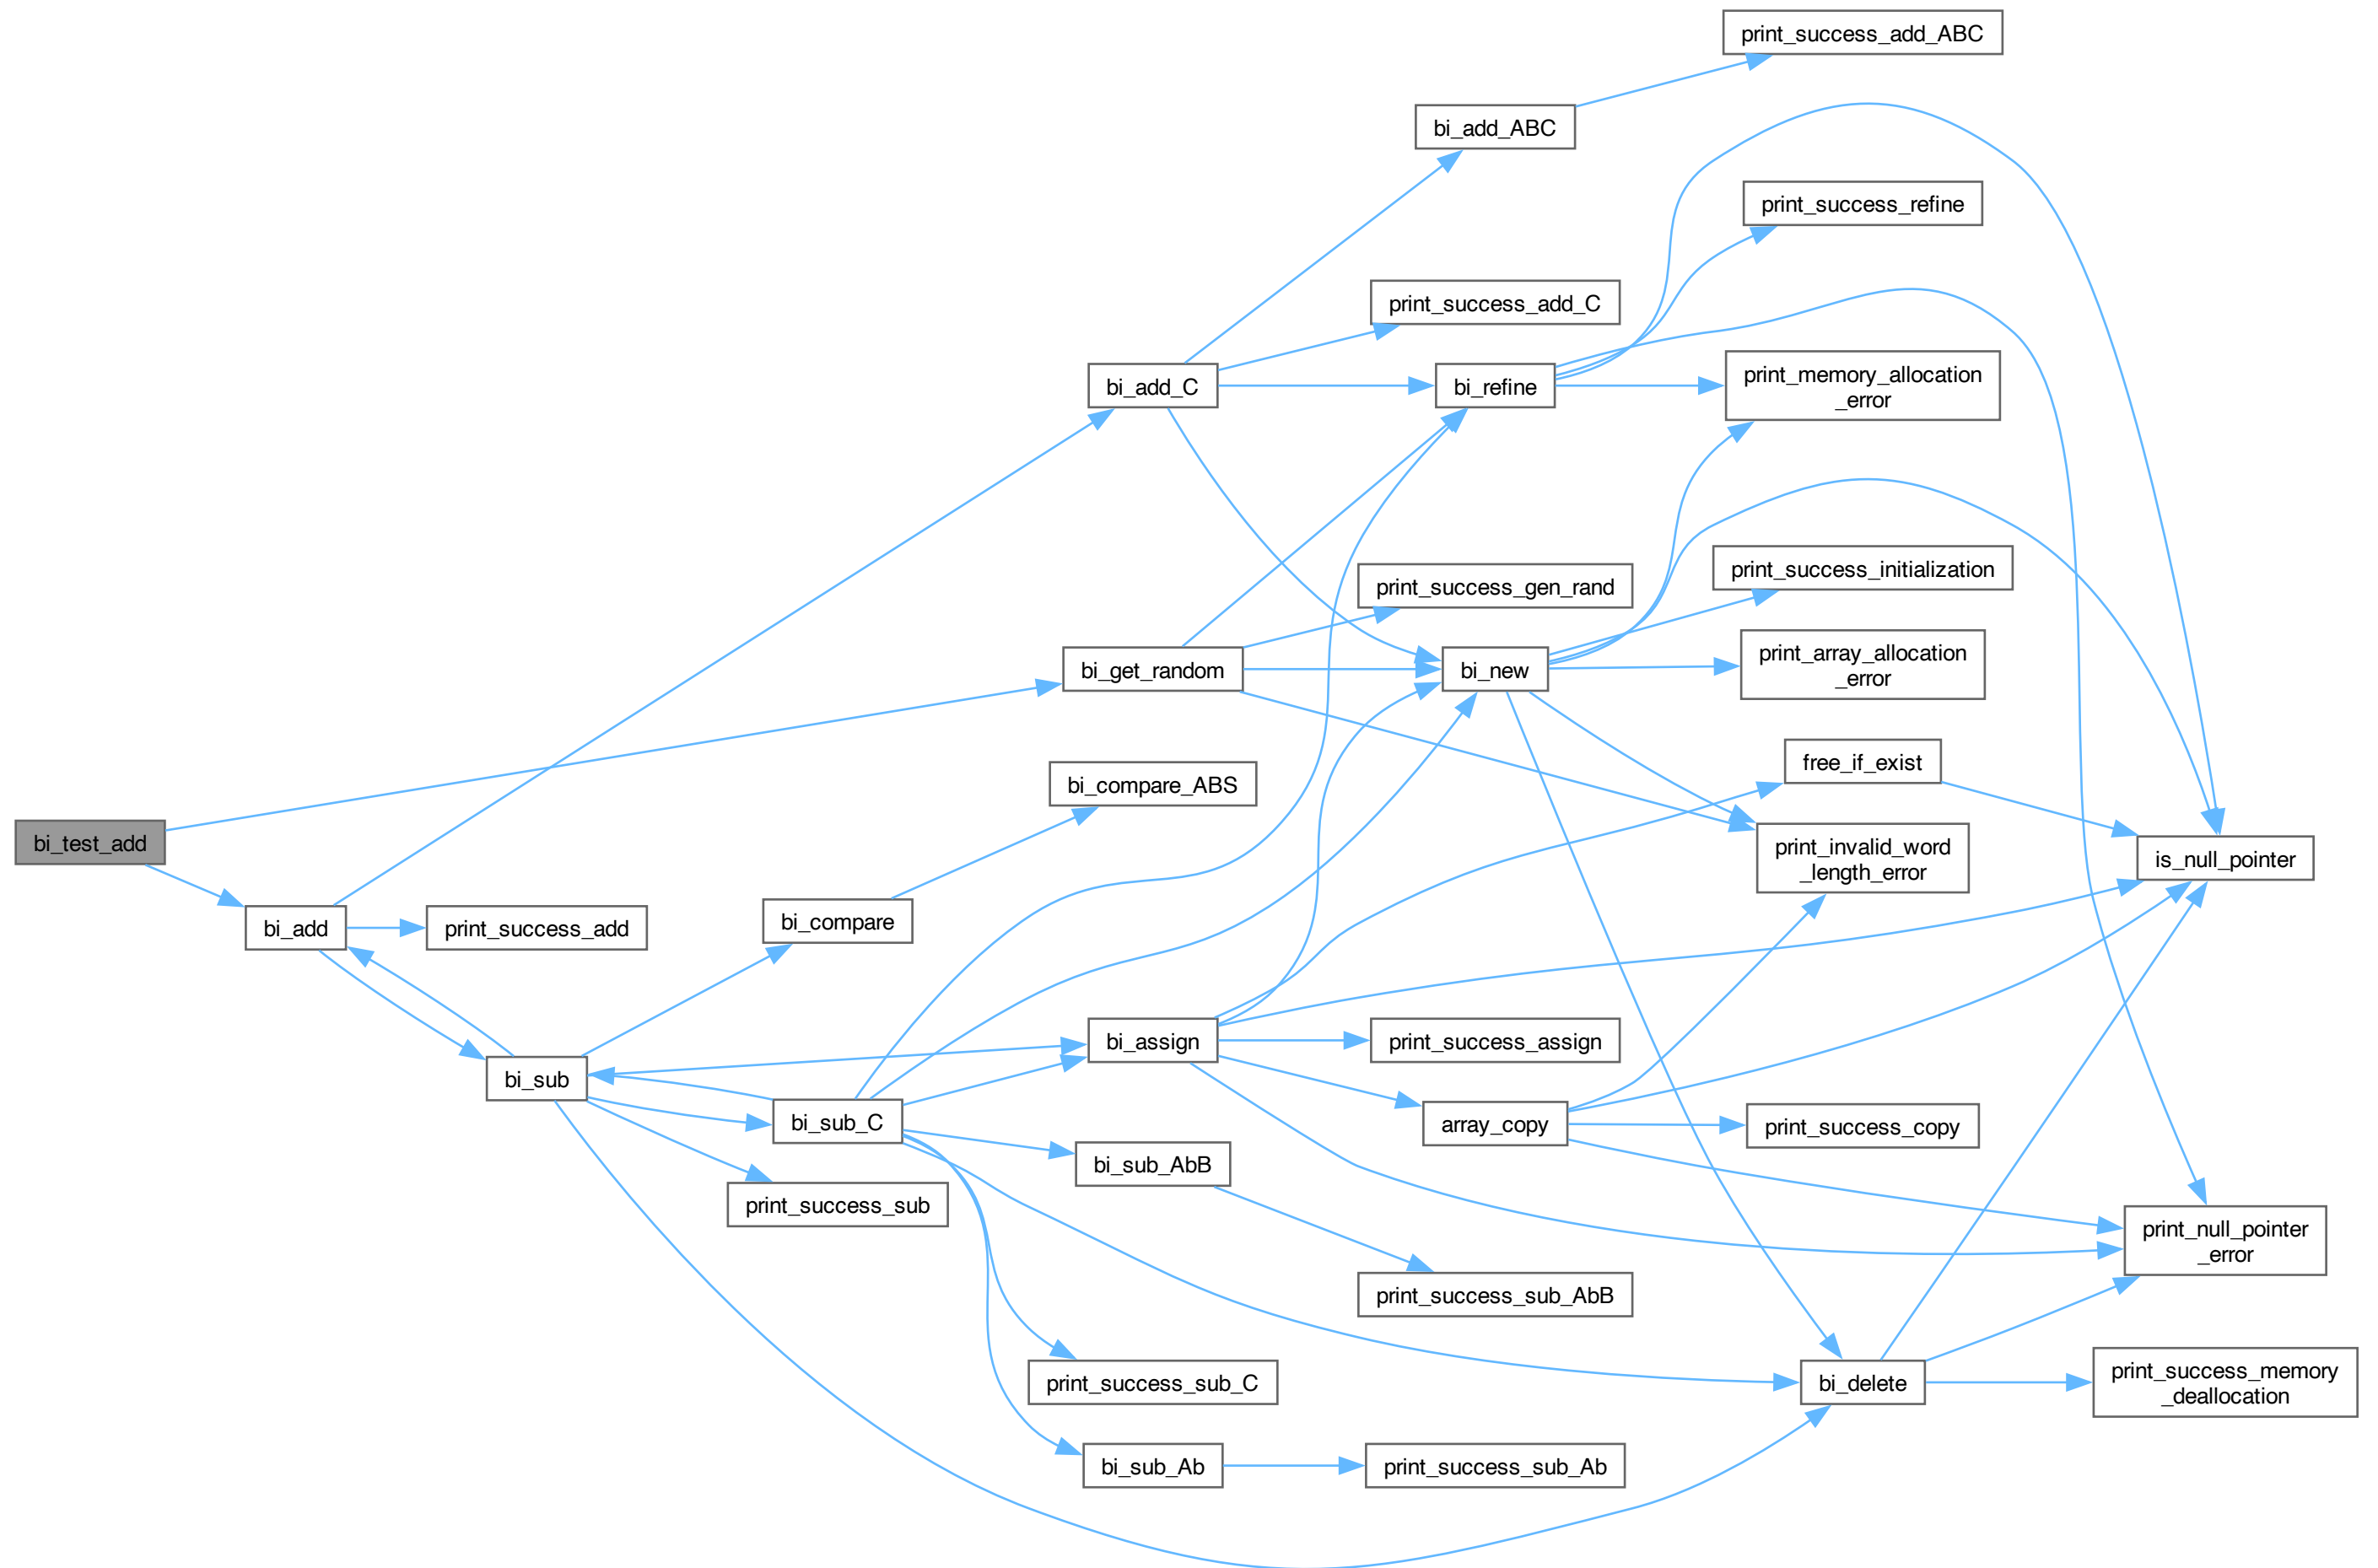 print_success_add_ABC
bi_add_ABC
print_success_refine
print_success_add_C
print_memory_allocation
_error
bi_add_C
bi_refine
print_success_initialization
print_success_gen_rand
print_array_allocation
_error
bi_get_random
bi_new
free_if_exist
bi_compare_ABS
bi_test_add
print_invalid_word
_length_error
is_null_pointer
bi_add
print_success_add
bi_compare
bi_assign
print_success_assign
bi_sub
bi_sub_C
array_copy
print_success_copy
bi_sub_AbB
print_success_sub
print_null_pointer
_error
print_success_sub_AbB
print_success_sub_C
bi_delete
print_success_memory
_deallocation
bi_sub_Ab
print_success_sub_Ab